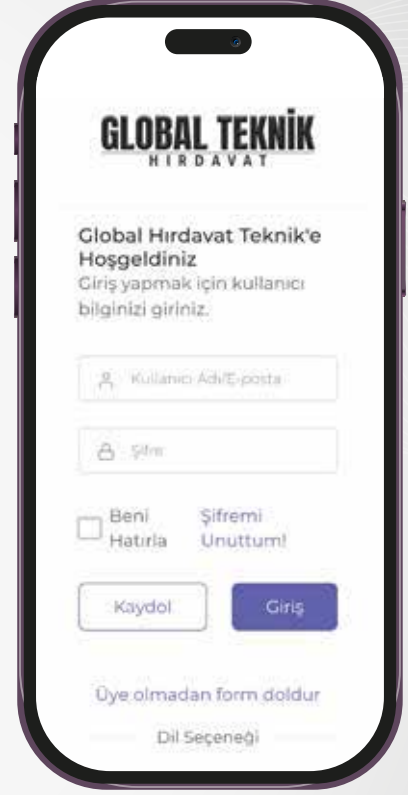 GLOBAL TEKNİK
HIRDAVAT
Global Hırdavat Teknik'e
Hoşgeldiniz
Giriş yapmak için kullanıcı
bilginizi giriniz.
Kullanıcı Adı/E-posta
Şifre
Beni
Hatırla
Şifremi
Unuttum!
Kaydol
Giriş
Üye olmadan form doldur
Dil Seçeneği